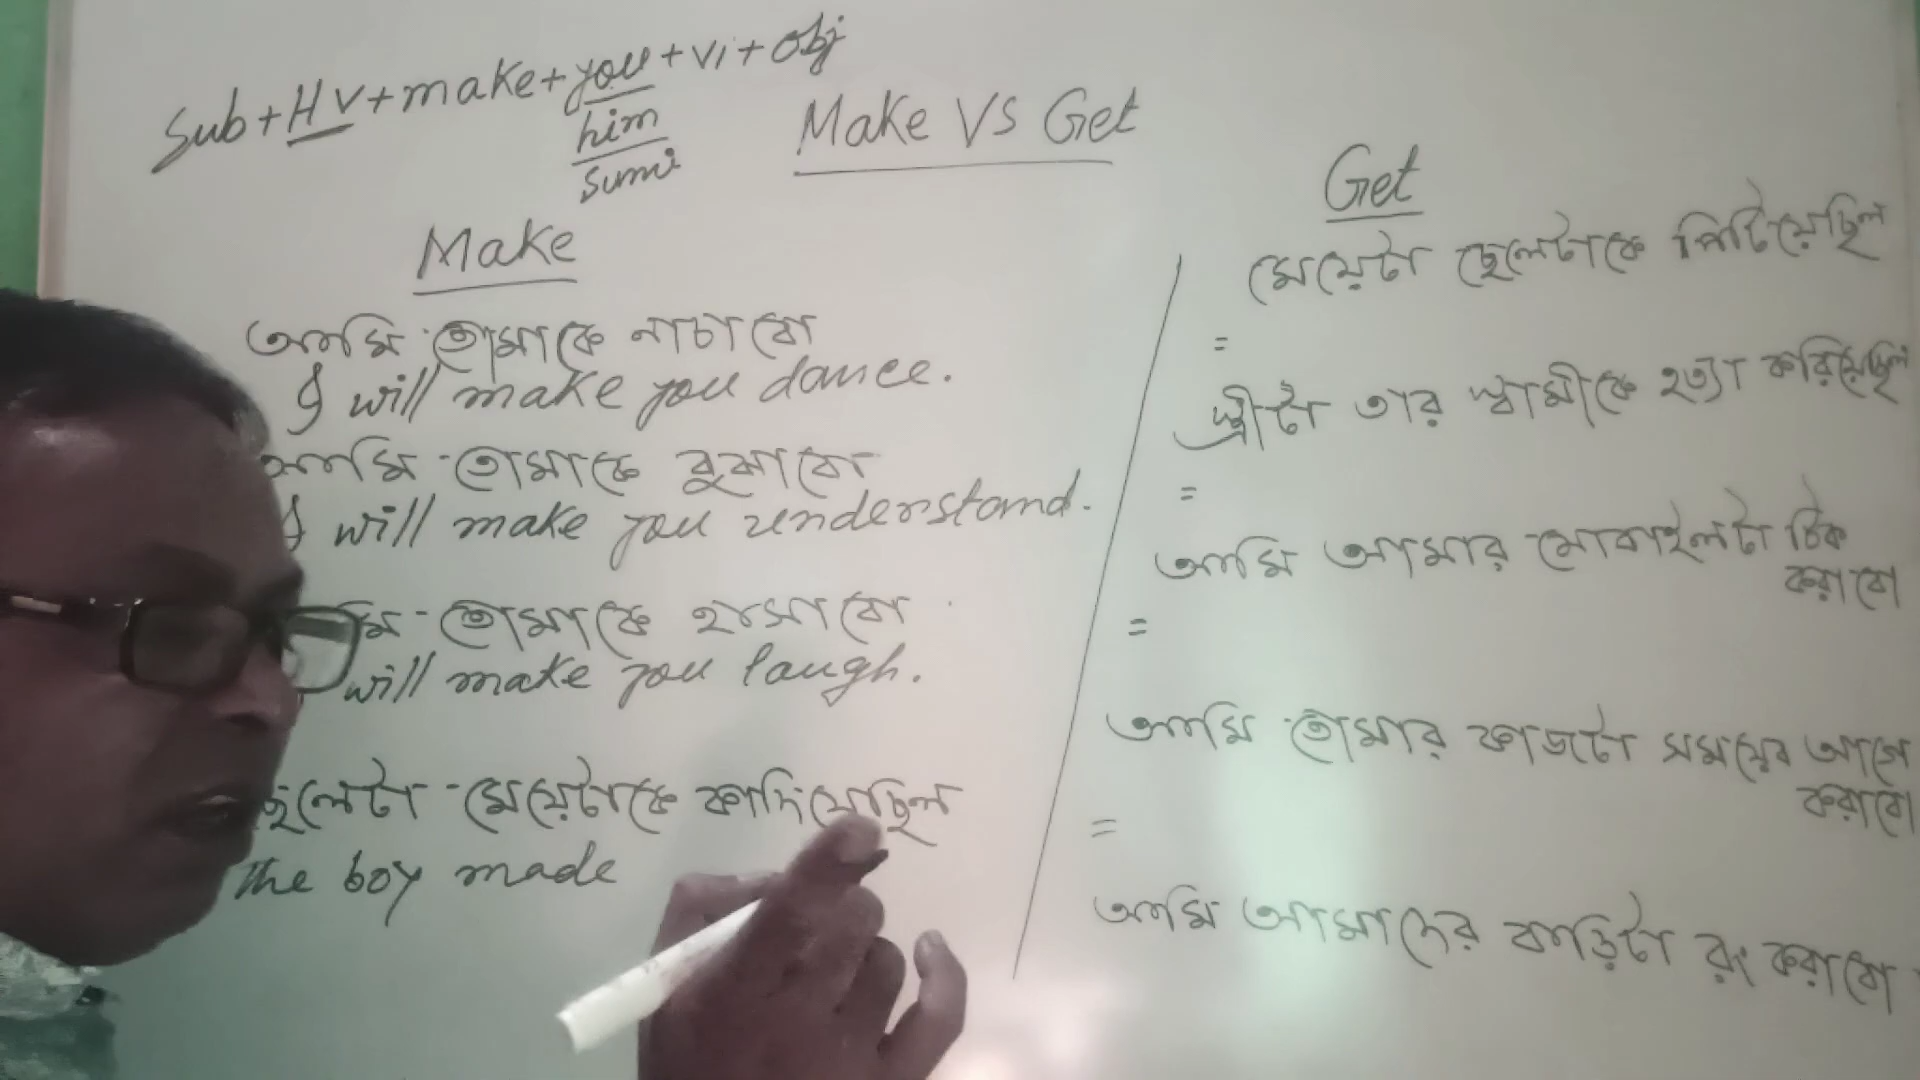 Sub + HV + make + you + V1 + Obj
him
Sumi
Make VS Get
Make
আমি তোমাকে নাচাবো
I will make you dance.
আমি তোমাকে বুঝাবো
I will make you understand.
মি তোমাকে হাসাবো
will make you laugh.
ছেলেটা মেয়েটাকে কাদিয়েছিল
The boy made
Get
মেয়েটা ছেলেটাকে পিটিয়েছিল
=
স্ত্রীটা তার স্বামীকে হত্যা করিয়েছিল
=
আমি আমার মোবাইলটা ঠিক
করাবো
=
আমি তোমার কাজটা সময়ের আগে
করাবো
=
আমি আমাদের বাড়িটা রং করাবো